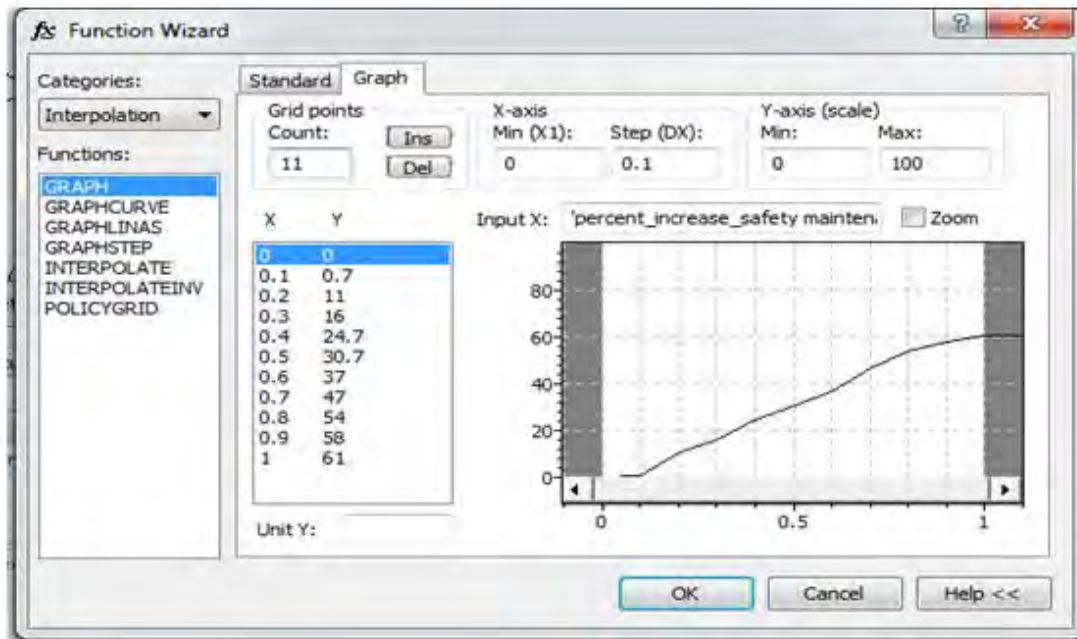 fx Function Wizard
Categories:
Interpolation
Functions:
GRAPH
GRAPHCURVE
GRAPHLINAS
GRAPHSTEP
INTERPOLATE
INTERPOLATEINV
POLICYGRID
Standard Graph
Grid points
Count:
11
Ins
Del
X-axis
Min (X1): Step (DX):
0 0.1
Y-axis (scale)
Min: Max:
0 100
X Y
0 0
0.1 0.7
0.2 11
0.3 16
0.4 24.7
0.5 30.7
0.6 37
0.7 47
0.8 54
0.9 58
1 61
Unit Y:
Input X: 'percent_increase_safety mainten. Zoom
80
60
40
20
0
0 0.5 1
OK Cancel Help <<